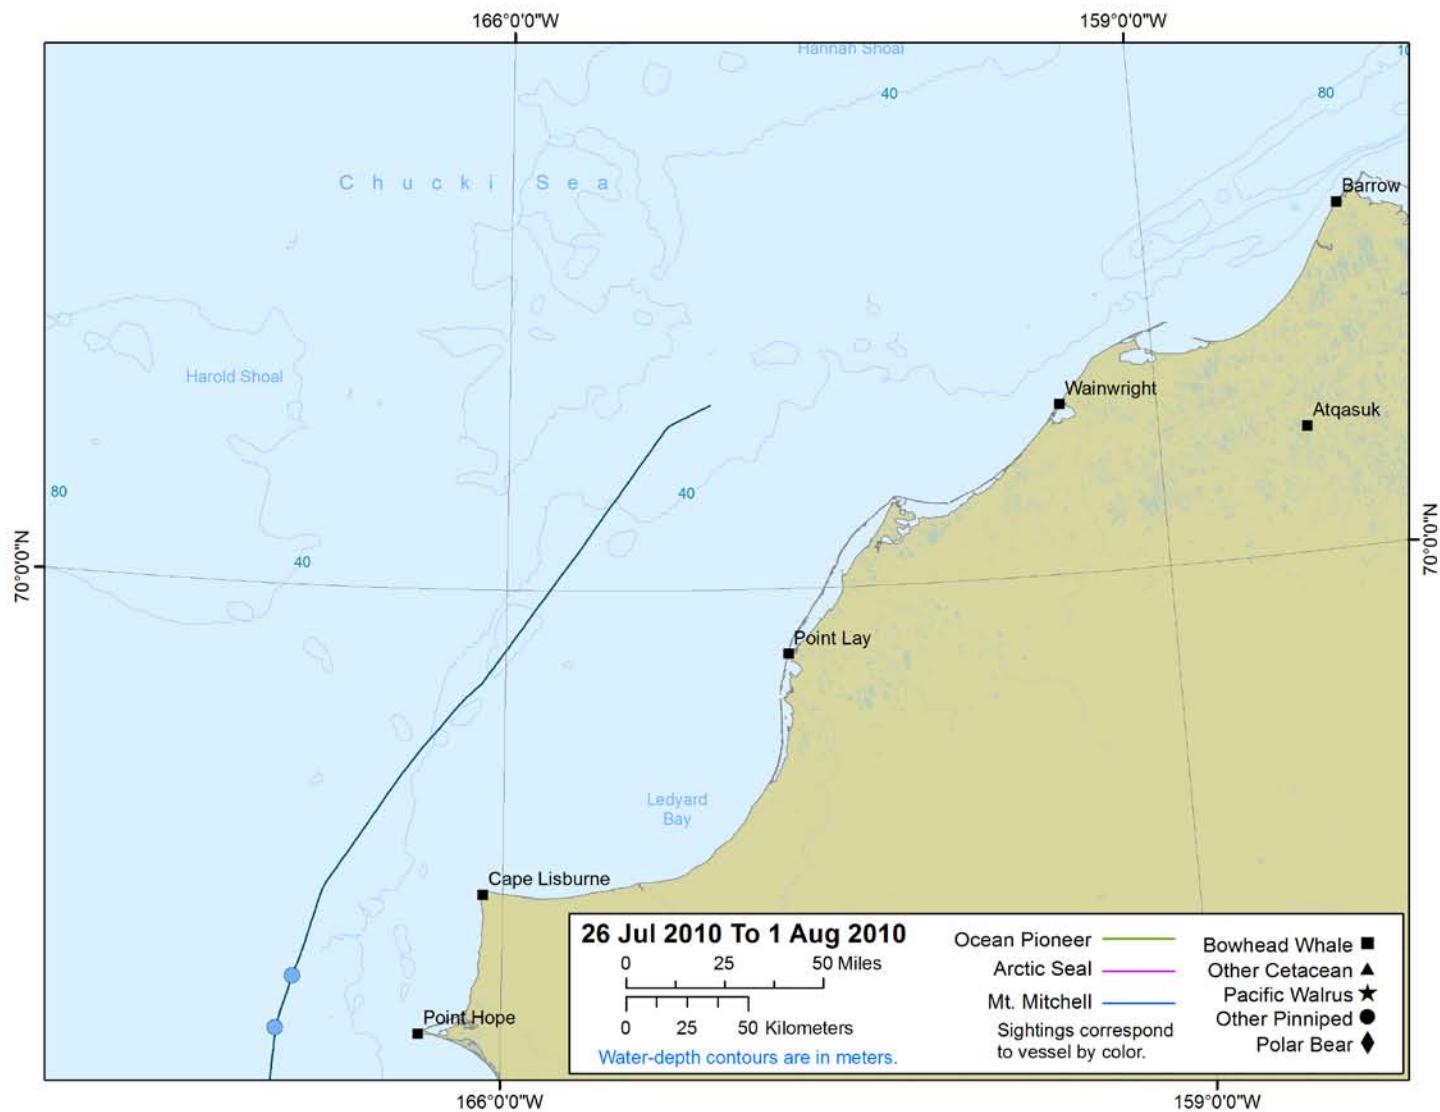 166°0'0"W
159°0'0"W
Hannah Shoal
40
80
Barrow
Chucki Sea
Harold Shoal
Wainwright
Atqasuk
80
40
70°0'0"N
70°0'0"N
40
Point Lay
Ledyard
Bay
Cape Lisburne
Point Hope
26 Jul 2010 To 1 Aug 2010
0 25 50 Miles
0 25 50 Kilometers
Water-depth contours are in meters.
Ocean Pioneer
Arctic Seal
Mt. Mitchell
Sightings correspond
to vessel by color.
Bowhead Whale
Other Cetacean
Pacific Walrus
Other Pinniped
Polar Bear
166°0'0"W
159°0'0"W